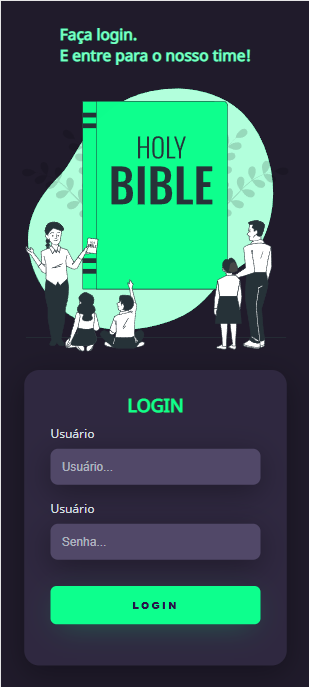 Faça login.
E entre para o nosso time!
HOLY
BIBLE
LOGIN
Usuário
Usuário...
Usuário
Senha...
LOGIN